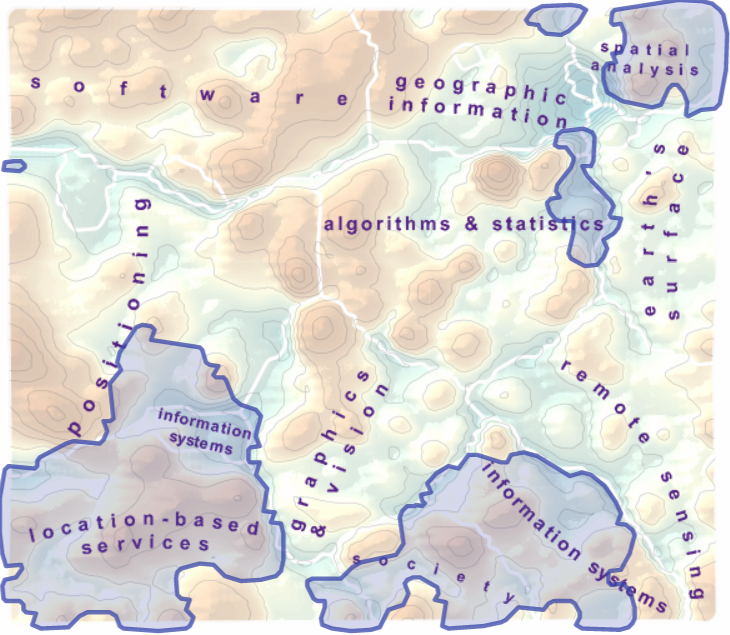 spatial
analysis
software
geographic
information
earth's
surface
algorithms & statistics
positioning
remote sensing
information
systems
graphics
& vision
information systems
location-based
services
society